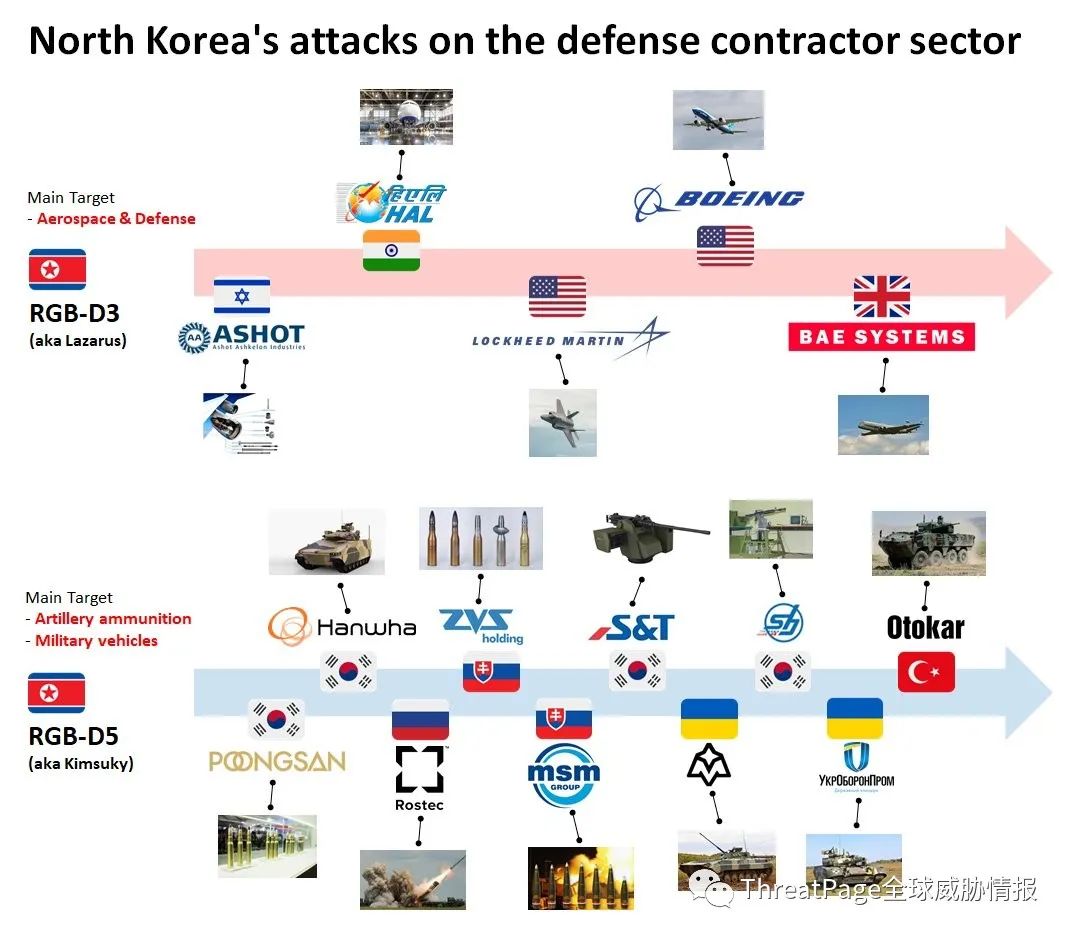 North Korea's attacks on the defense contractor sector
Main Target
- Aerospace & Defense
RGB-D3
(aka Lazarus)
हिएलि
HAL
BOEING
AA
ASHOT
Ashot Ashkelon Industries
LOCKHEED MARTIN
BAE SYSTEMS
Main Target
- Artillery ammunition
- Military vehicles
RGB-D5
(aka Kimsuky)
Hanwha
ZVS
holding
S&T
sh
Otokar
POONGSAN
Rostec
™
msm
GROUP
УКРОБОРОНПРОМ
ThreatPage全球威胁情报